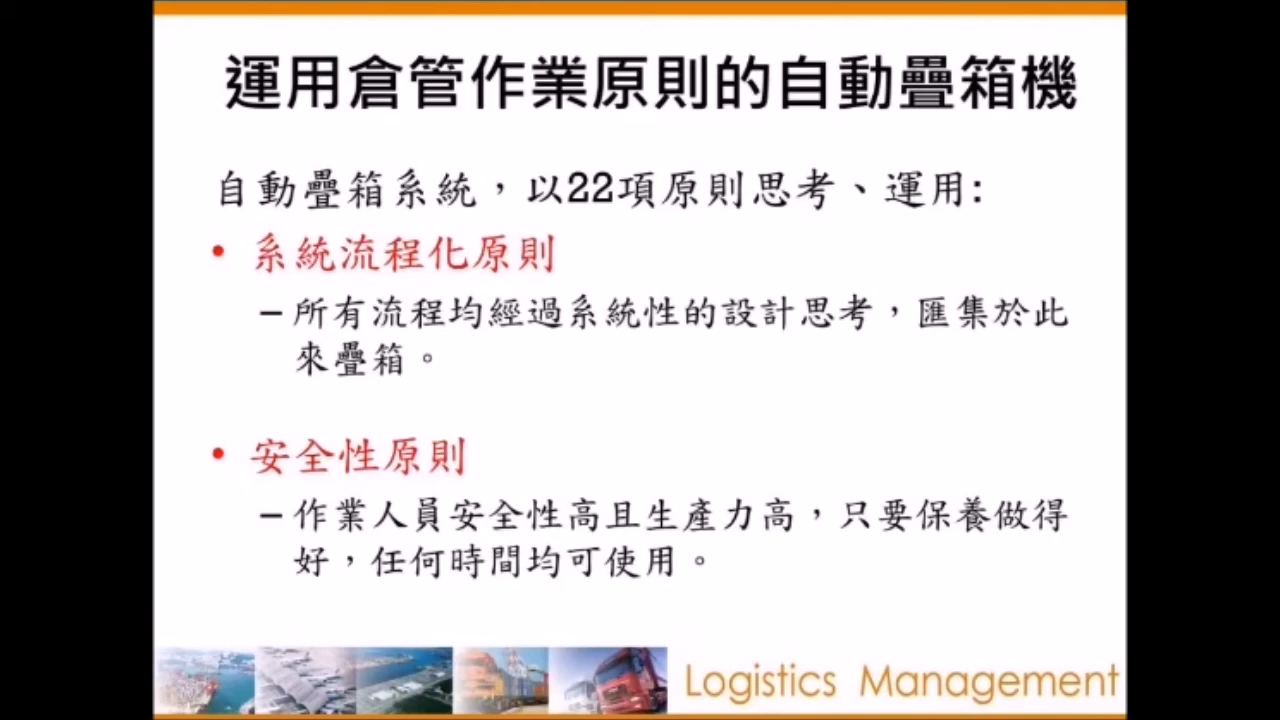 運用倉管作業原則的自動疊箱機
自動疊箱系統，以22項原則思考、運用:
• 系統流程化原則
–所有流程均經過系統性的設計思考，匯集於此
來疊箱。
• 安全性原則
–作業人員安全性高且生產力高，只要保養做得
好，任何時間均可使用。
Logistics Management